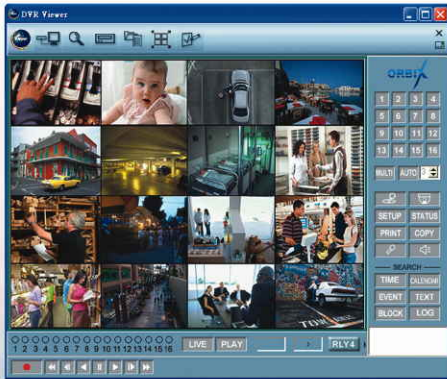 DVR Viewer
ORBIX
1 2 3 4
5 6 7 8
9 10 11 12
13 14 15 16
MULTI AUTO 3
SETUP STATUS
PRINT COPY
SEARCH
TIME CALENDAR
EVENT TEXT
BLOCK LOG
1 2 3 4 5 6 7 8 9 10 11 12 13 14 15 16
LIVE PLAY RLY4